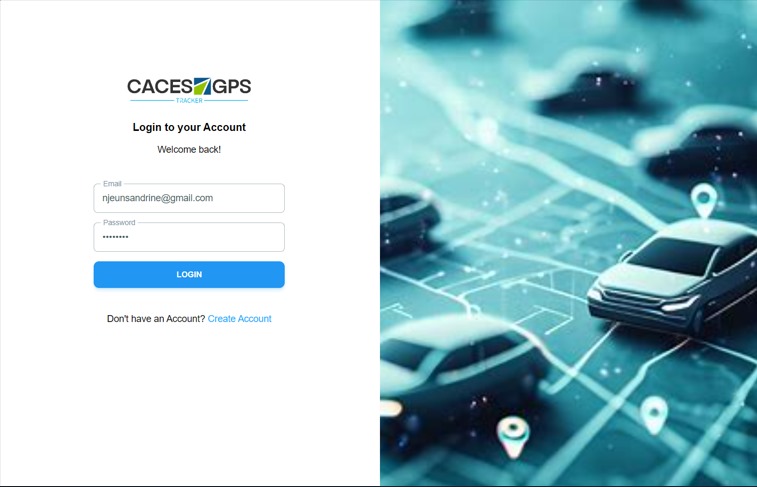 CACES GPS
TRACKER
Login to your Account
Welcome back!
Email
njeunsandrine@gmail.com
Password
••••••••
LOGIN
Don't have an Account? Create Account